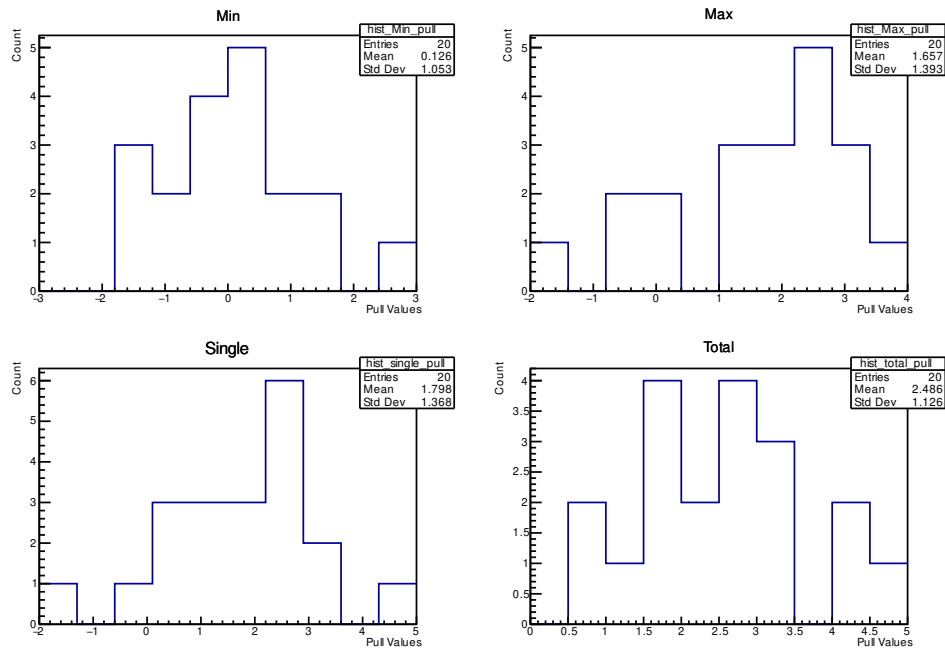 Min
Count
hist_Min_pull
Entries 20
Mean 0.126
Std Dev 1.053
5
4
3
2
1
0
−3 −2 −1 0 1 2 3
Pull Values
Max
Count
hist_Max_pull
Entries 20
Mean 1.657
Std Dev 1.393
5
4
3
2
1
0
−2 −1 0 1 2 3 4
Pull Values
Single
Count
hist_single_pull
Entries 20
Mean 1.798
Std Dev 1.368
6
5
4
3
2
1
0
−2 −1 0 1 2 3 4 5
Pull Values
Total
Count
hist_total_pull
Entries 20
Mean 2.486
Std Dev 1.126
4
3.5
3
2.5
2
1.5
1
0.5
0
0 0.5 1 1.5 2 2.5 3 3.5 4 4.5 5
Pull Values